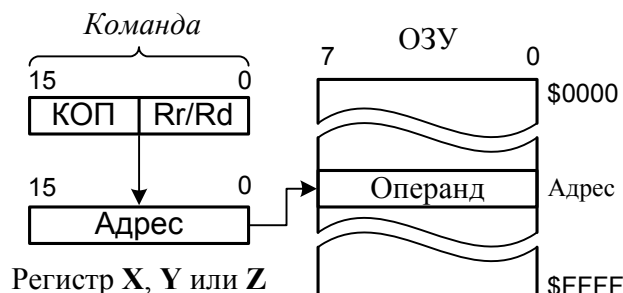 Команда
15 0
КОП Rr/Rd
15 0
Адрес
Регистр X, Y или Z
ОЗУ
7 0
$0000
Операнд
Адрес
$FFFF